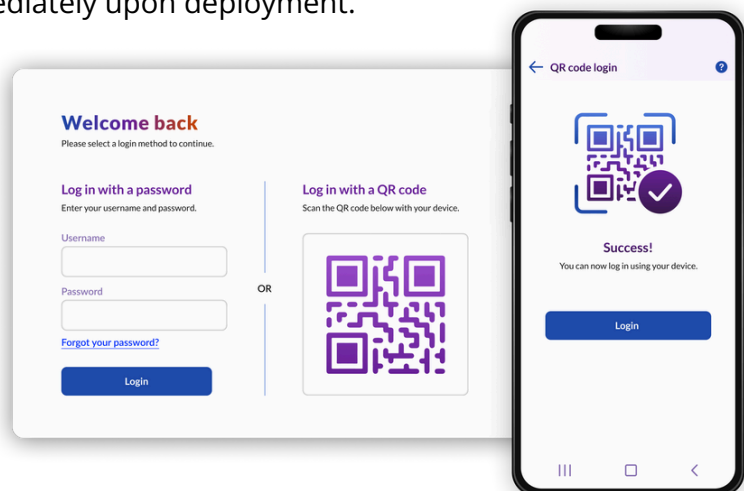 ediately upon deployment.
Welcome back
Please select a login method to continue.
Log in with a password
Enter your username and password.
Username
Password
Forgot your password?
Login
OR
Log in with a QR code
Scan the QR code below with your device.
QR code login
?
Success!
You can now log in using your device.
Login